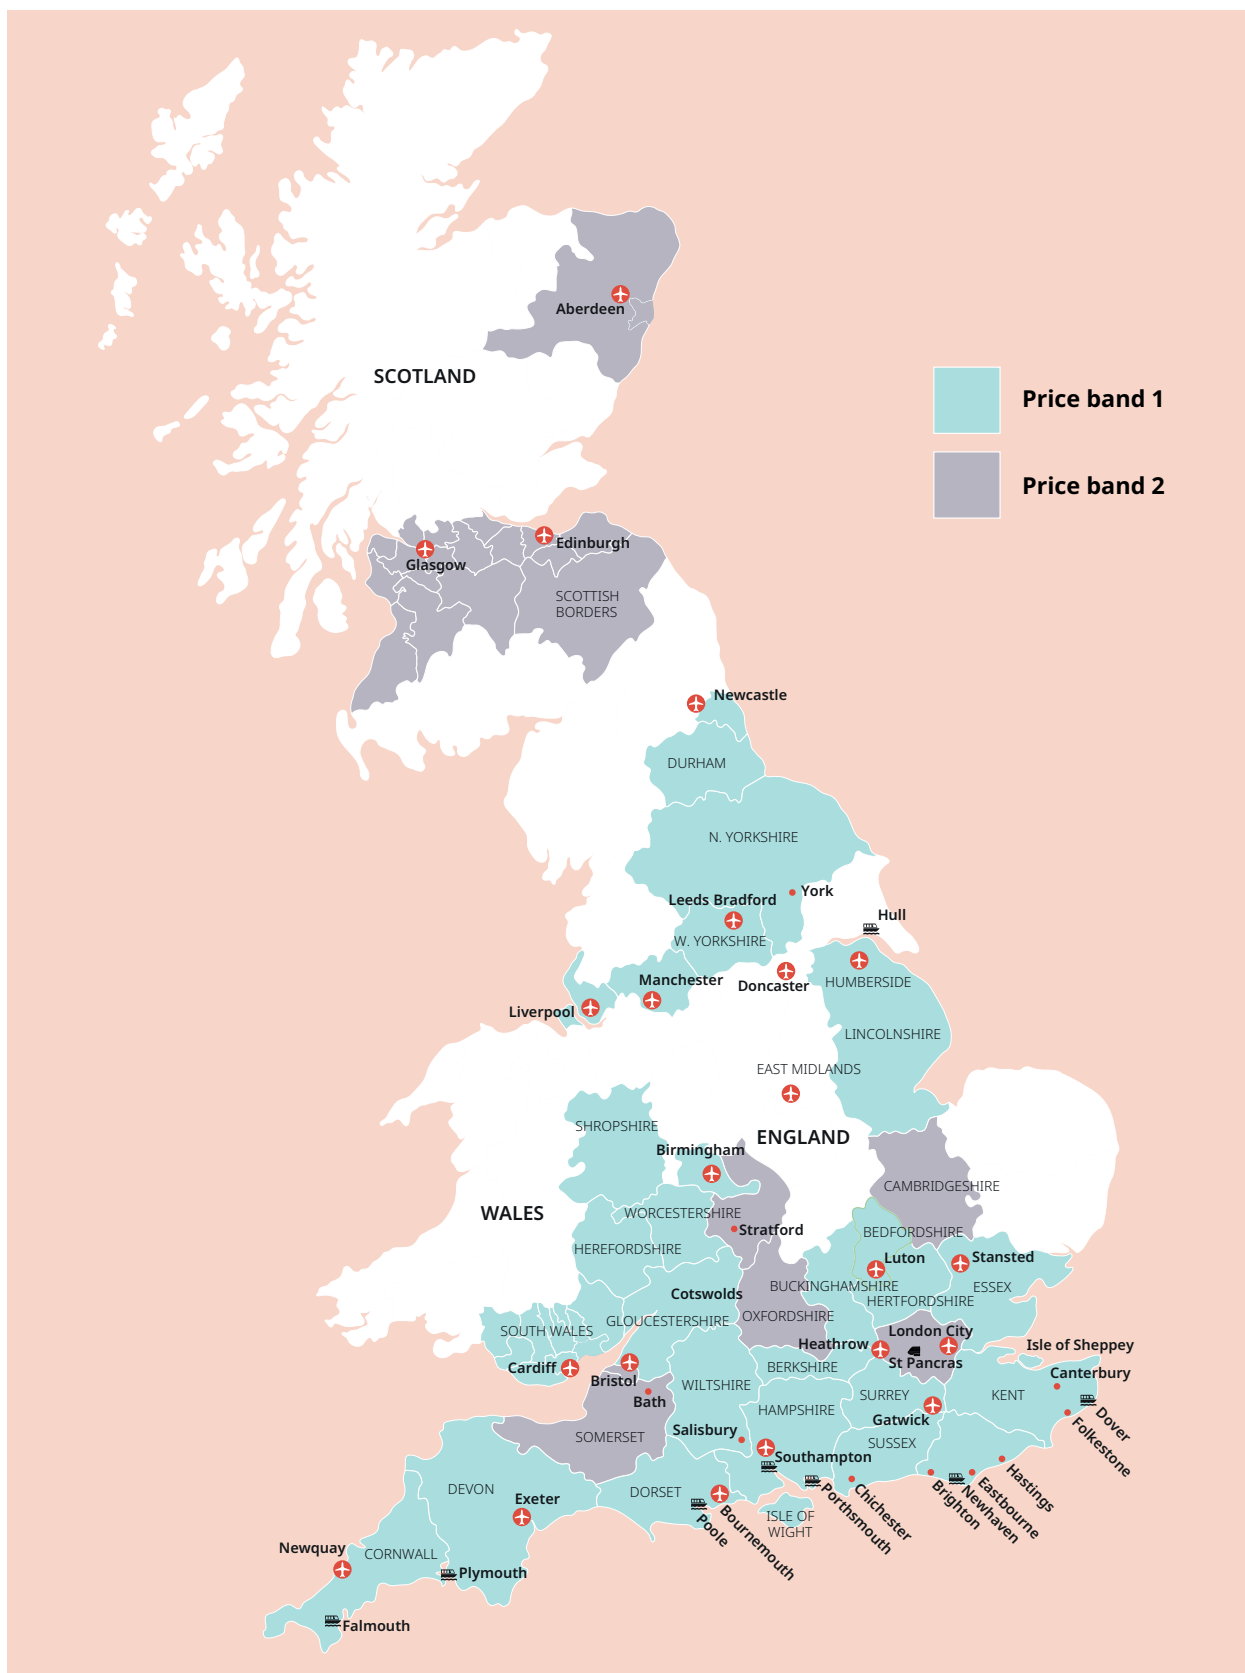 Aberdeen
SCOTLAND
Price band 1
Price band 2
Edinburgh
Glasgow
SCOTTISH
BORDERS
Newcastle
DURHAM
N. YORKSHIRE
York
Leeds Bradford
Hull
W. YORKSHIRE
Manchester
Doncaster
HUMBERSIDE
Liverpool
LINCOLNSHIRE
EAST MIDLANDS
SHROPSHIRE
ENGLAND
Birmingham
CAMBRIDGESHIRE
WALES
WORCESTERSHIRE
Stratford
BEDFORDSHIRE
HEREFORDSHIRE
Luton
Stansted
BUCKINGHAMSHIRE
ESSEX
Cotswolds
HERTFORDSHIRE
OXFORDSHIRE
GLOUCESTERSHIRE
SOUTH WALES
London City
Heathrow
Isle of Sheppey
St Pancras
Cardiff
BERKSHIRE
Canterbury
Bristol
WILTSHIRE
Bath
SURREY
KENT
HAMPSHIRE
Gatwick
Dover
Folkestone
Salisbury
SOMERSET
SUSSEX
Southampton
Hastings
DEVON
DORSET
Exeter
Eastbourne
Newhaven
Brighton
Chichester
Porthsmouth
ISLE OF
WIGHT
Poole
Bournemouth
Newquay
CORNWALL
Plymouth
Falmouth